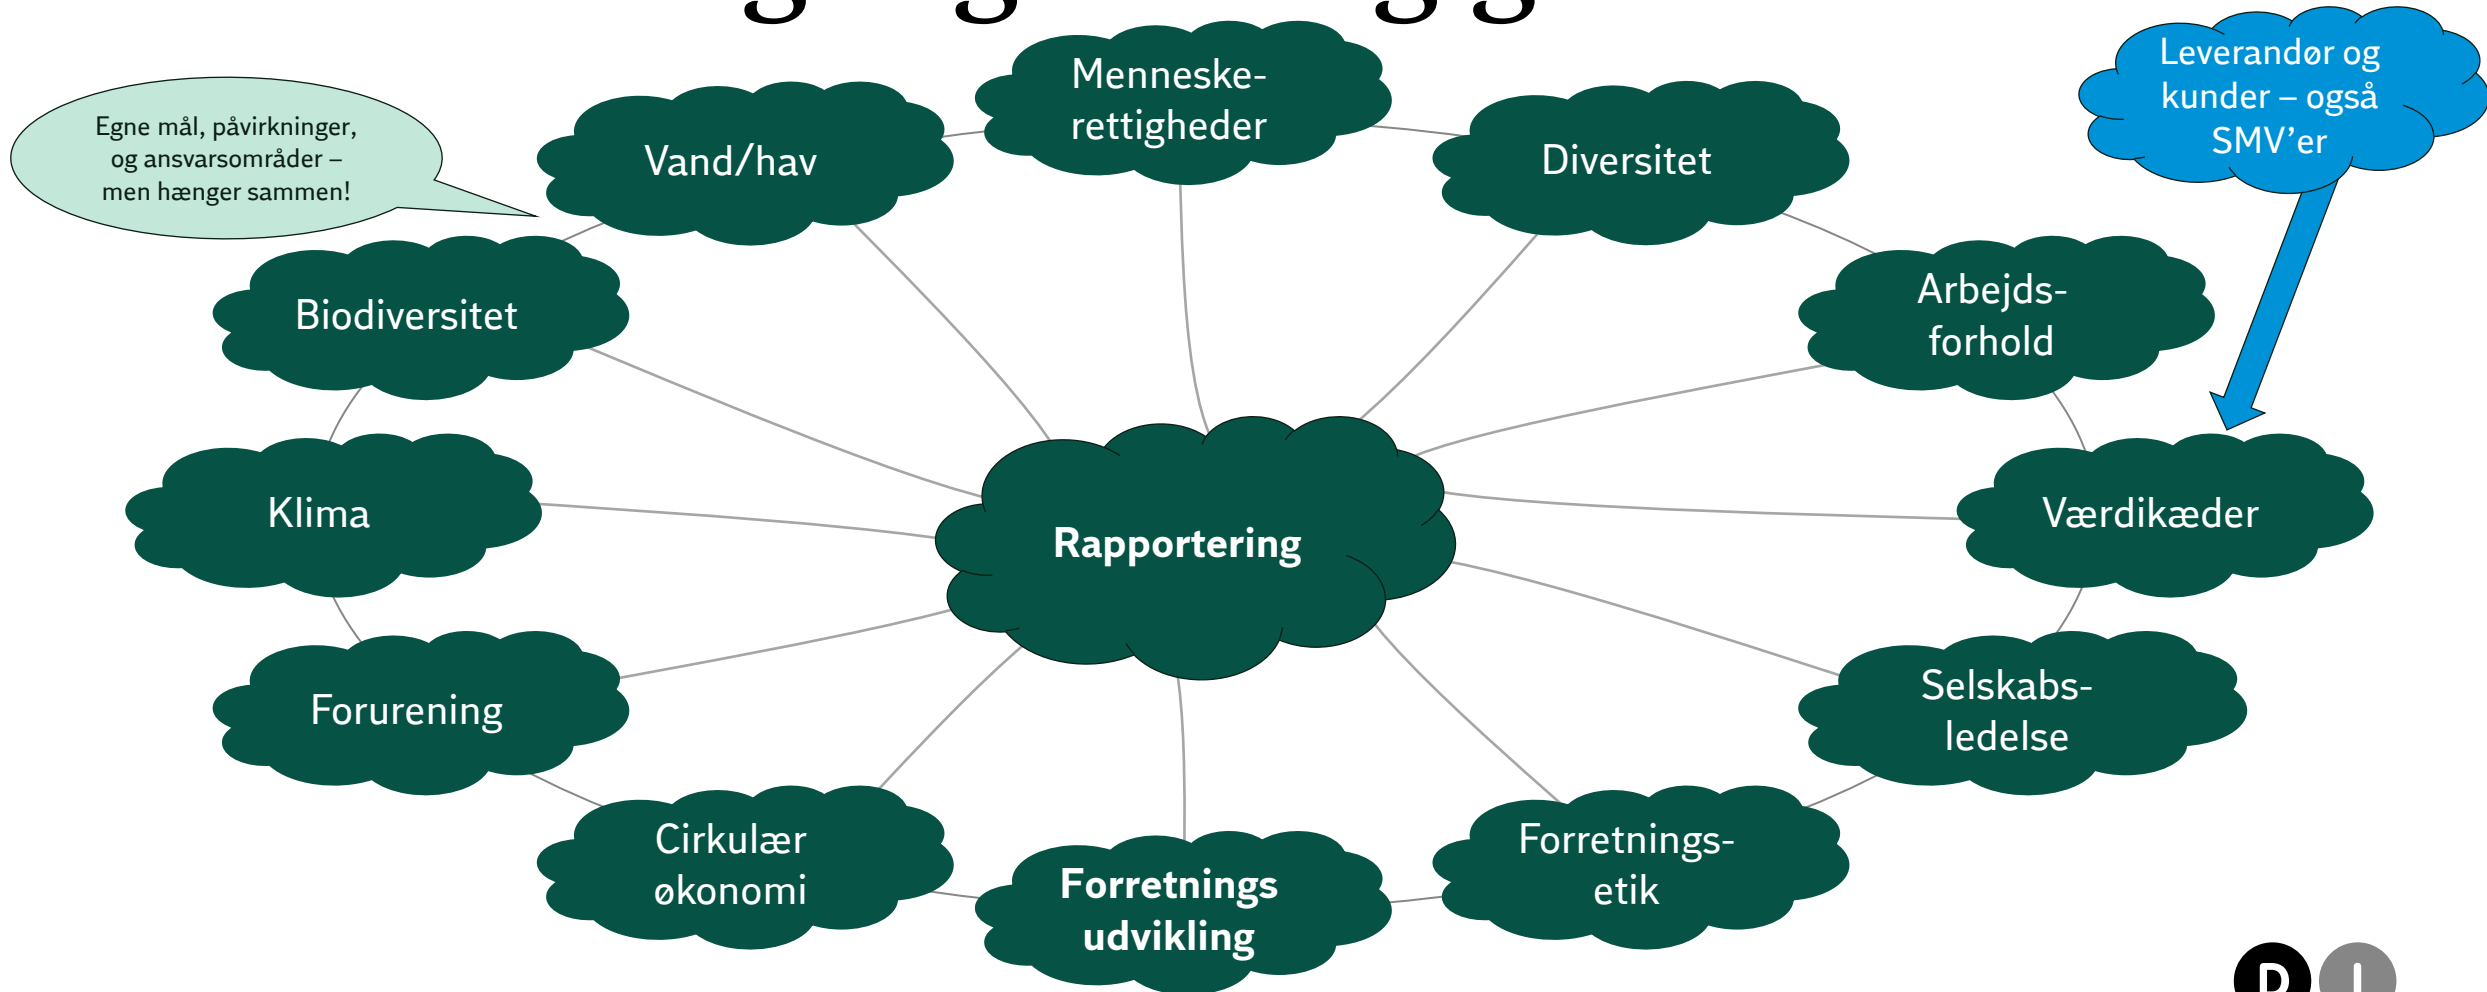 Menneske-
rettigheder
Leverandør og
kunder – også
SMV’er
Egne mål, påvirkninger,
og ansvarsområder –
men hænger sammen!
Vand/hav
Diversitet
Biodiversitet
Arbejds-
forhold
Klima
Rapportering
Værdikæder
Forurening
Selskabs-
ledelse
Cirkulær
økonomi
Forretnings
udvikling
Forretnings-
etik
D I